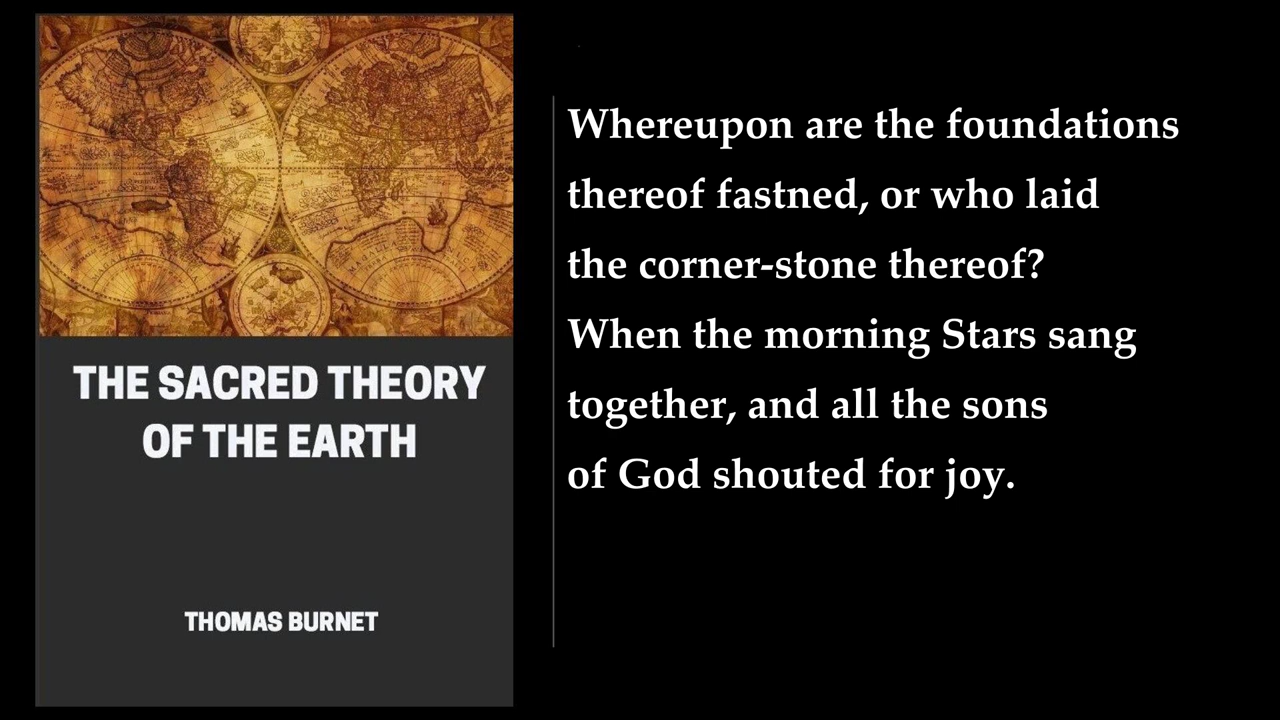 THE SACRED THEORY
OF THE EARTH
THOMAS BURNET
Whereupon are the foundations
thereof fastned, or who laid
the corner-stone thereof?
When the morning Stars sang
together, and all the sons
of God shouted for joy.